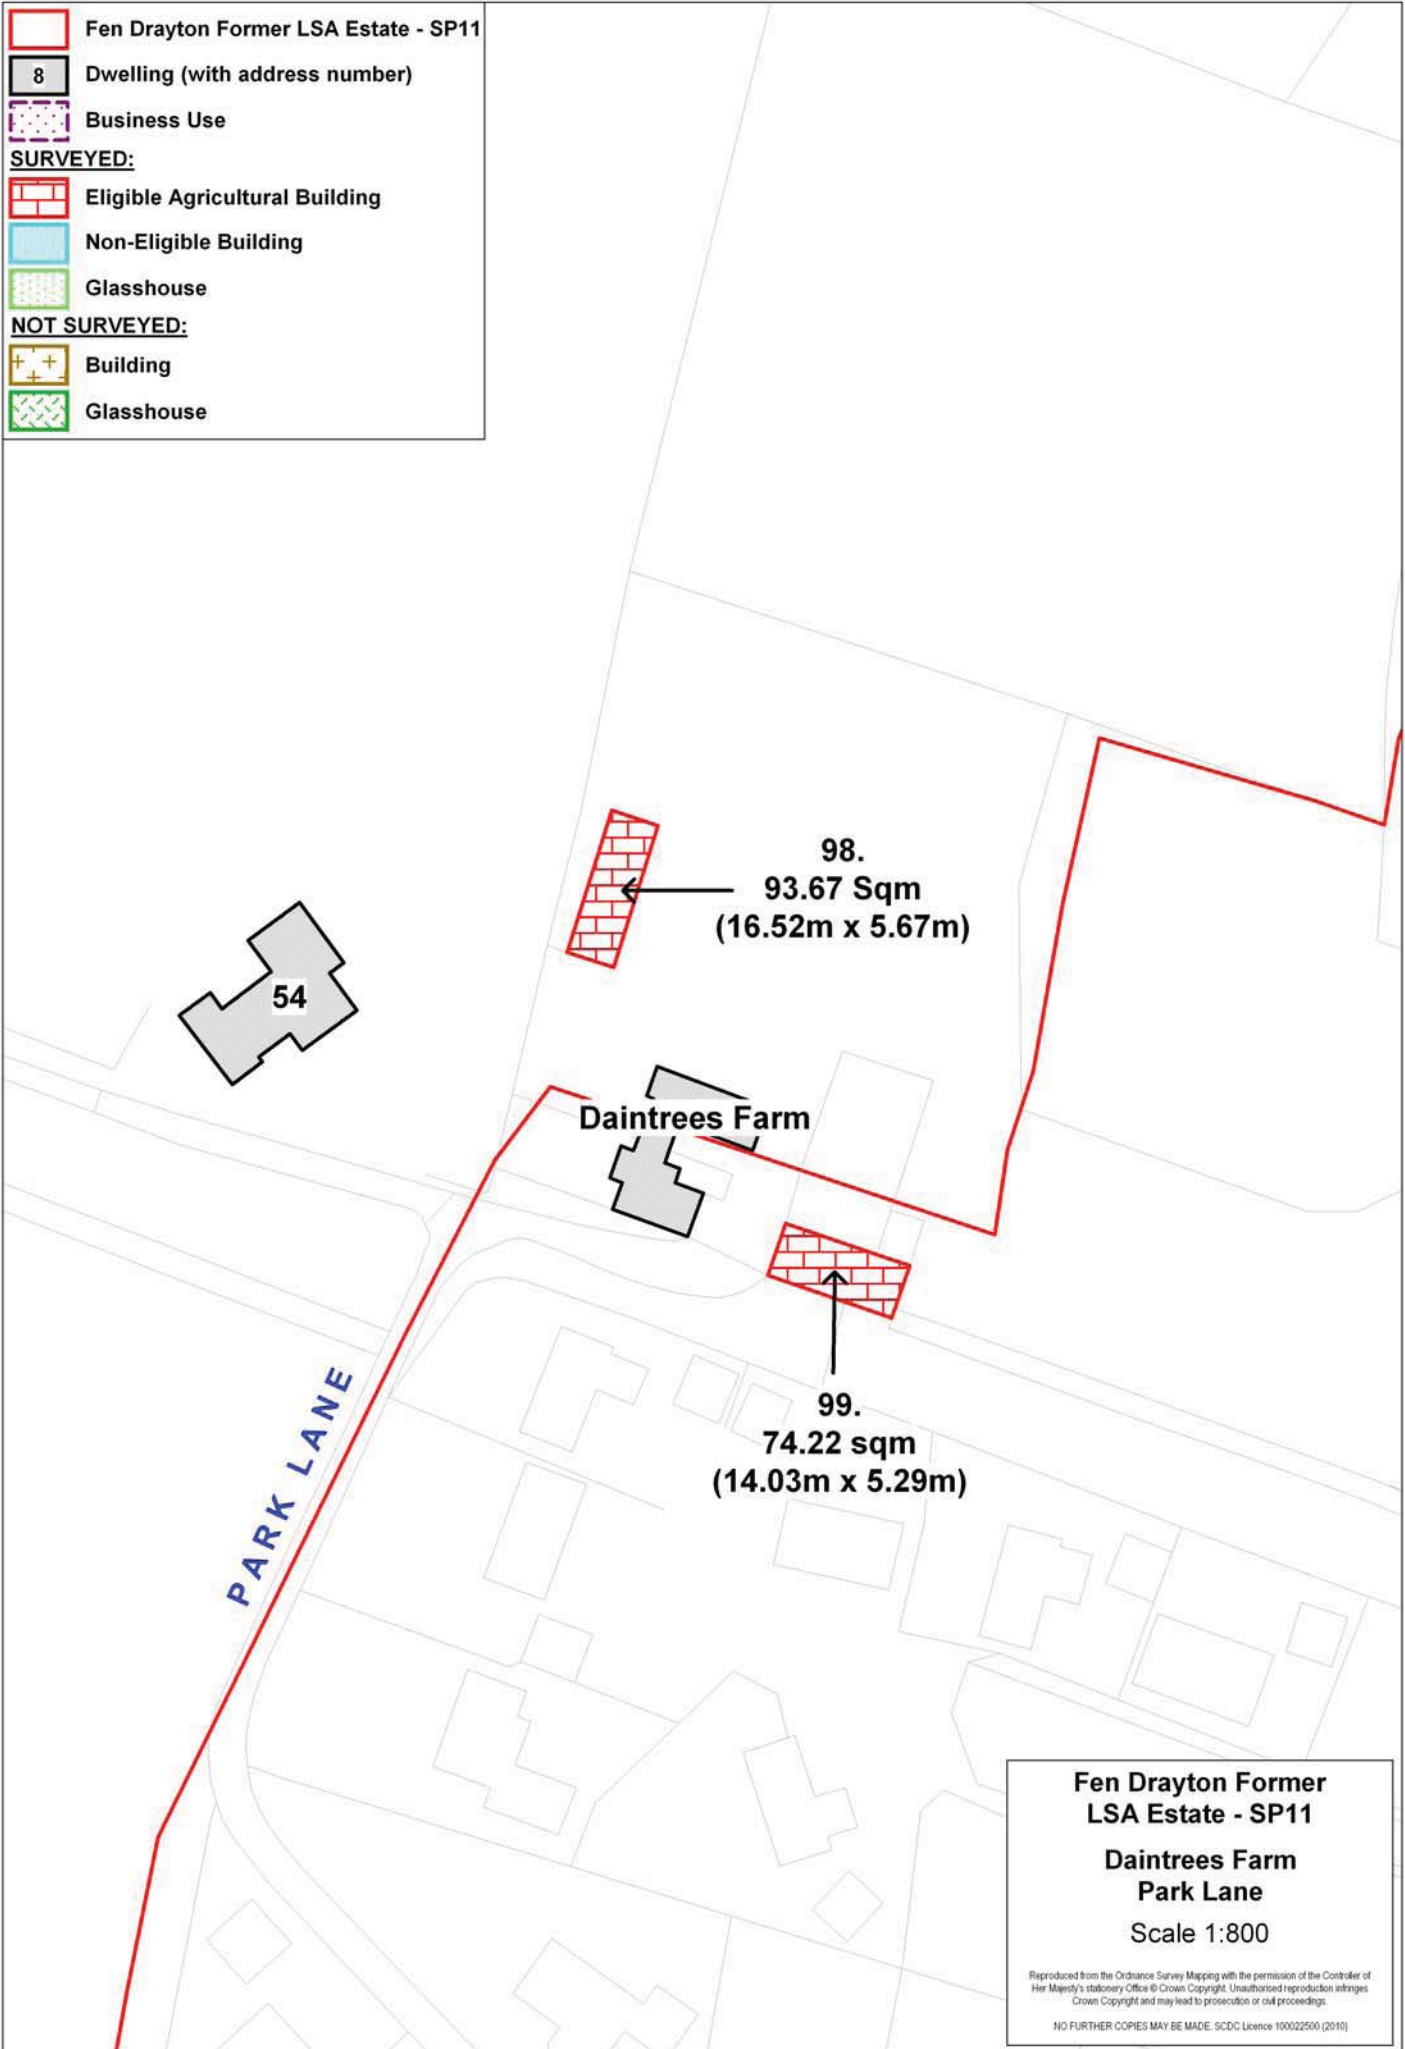 Fen Drayton Former LSA Estate - SP11
8 Dwelling (with address number)
Business Use
SURVEYED:
Eligible Agricultural Building
Non-Eligible Building
Glasshouse
NOT SURVEYED:
Building
Glasshouse
98.
93.67 Sqm
(16.52m x 5.67m)
54
Daintrees Farm
99.
74.22 sqm
(14.03m x 5.29m)
PARK LANE
Fen Drayton Former
LSA Estate - SP11
Daintrees Farm
Park Lane
Scale 1:800
Reproduced from the Ordnance Survey Mapping with the permission of the Controller of
Her Majesty's stationery Office © Crown Copyright. Unauthorised reproduction infringes
Crown Copyright and may lead to prosecution or civil proceedings.
NO FURTHER COPIES MAY BE MADE. SCDC Licence 100022500 (2010)